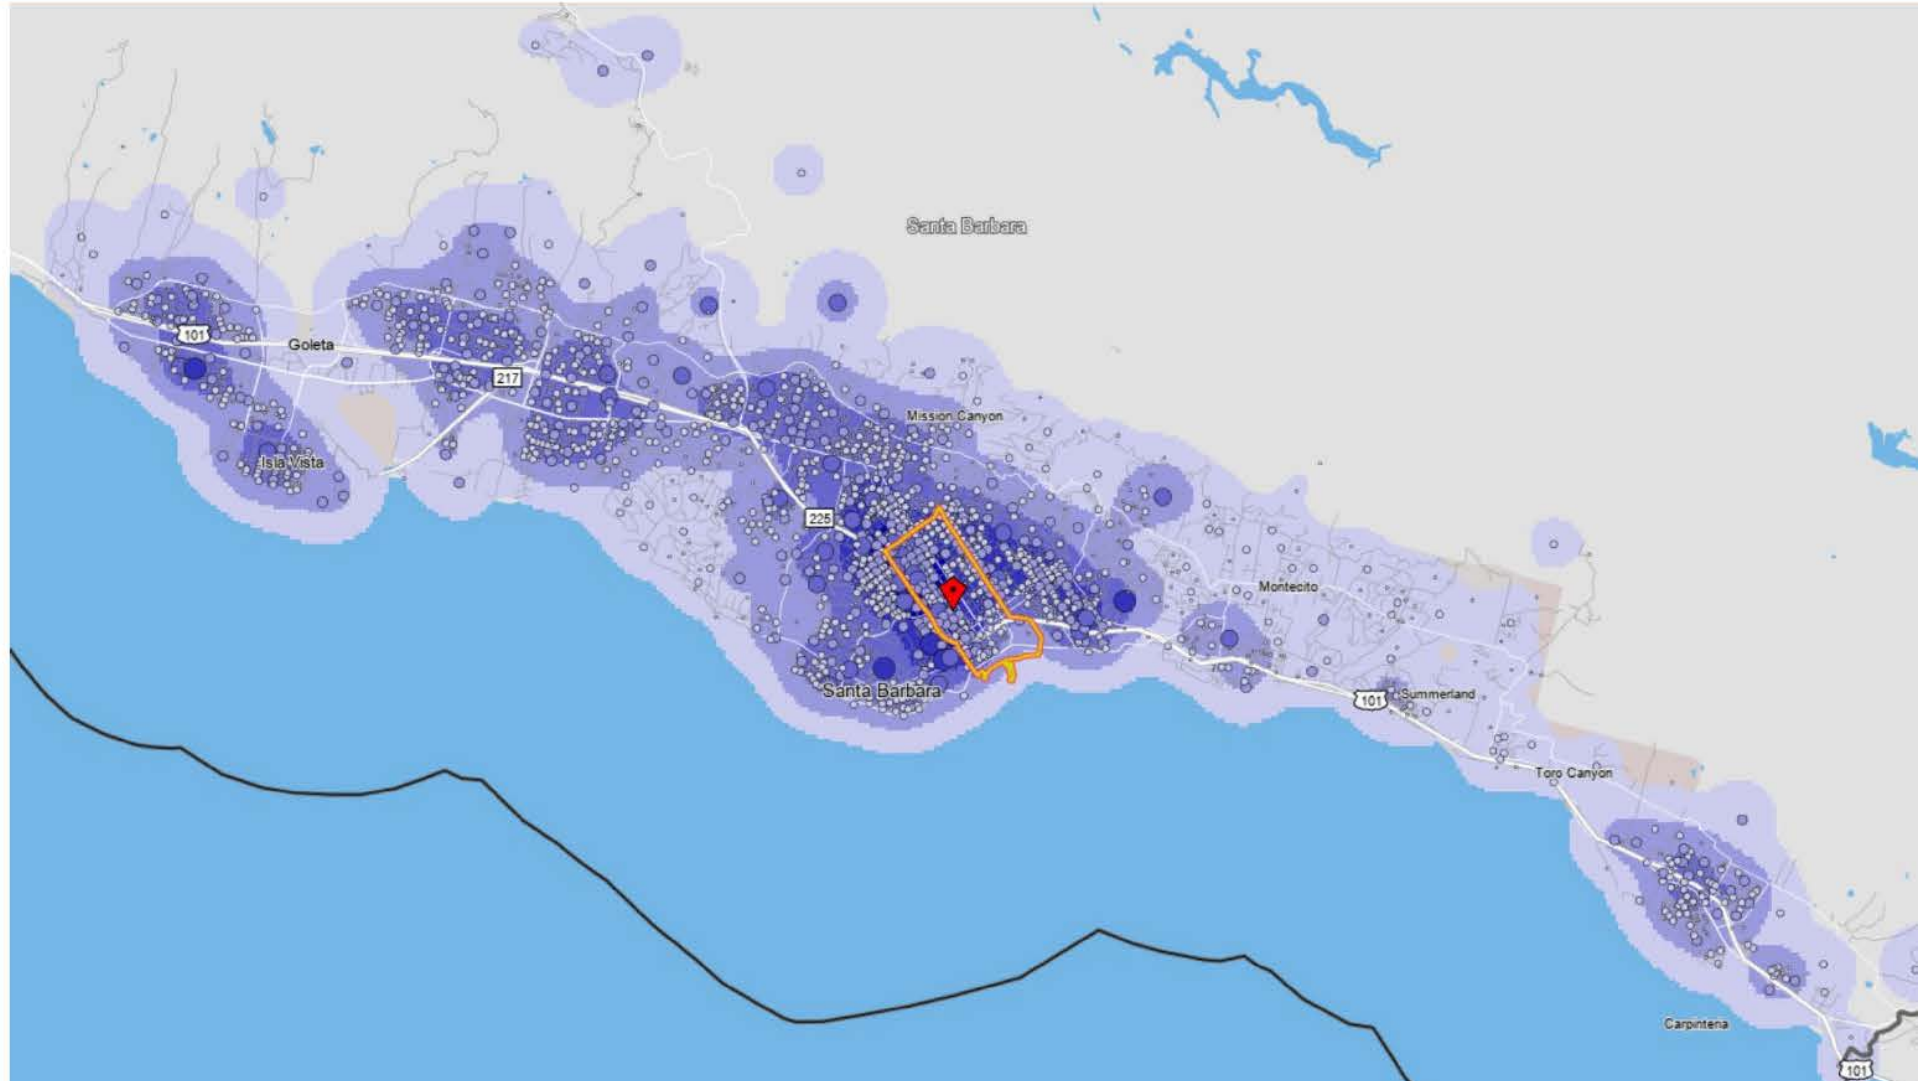 Santa Barbara
101
Goleta
217
Mission Canyon
Isla Vista
225
Montecito
Santa Barbara
101
Summerland
Toro Canyon
Carpinteria
101